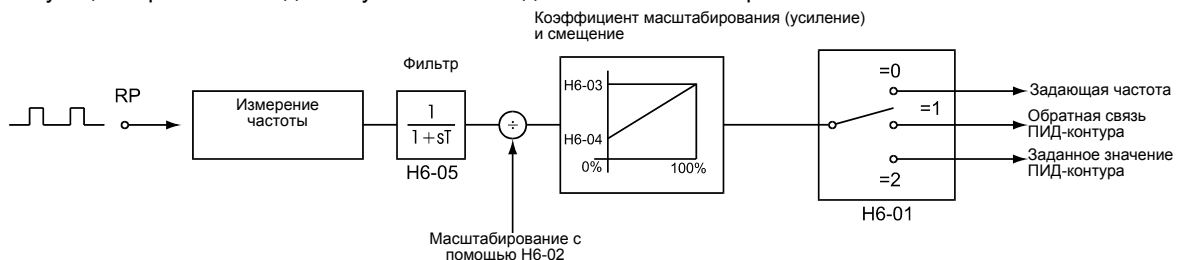 Коэффициент масштабирования (усиление)
и смещение
Фильтр
RP
Измерение
частоты
1
1+sT
H6-05
÷
H6-03
H6-04
0%
100%
=0
=1
=2
H6-01
Задающая частота
Обратная связь
ПИД-контура
Заданное значение
ПИД-контура
Масштабирование с
помощью H6-02